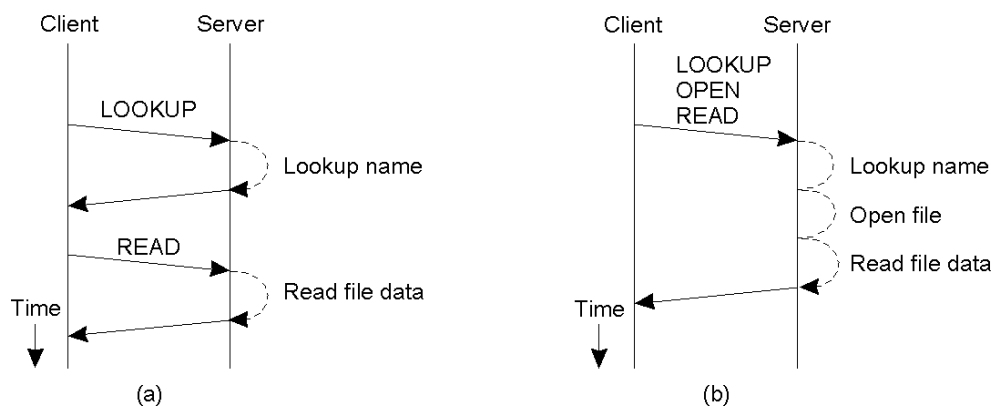 Client
Server
LOOKUP
Lookup name
READ
Read file data
Time
(a)
Client
Server
LOOKUP
OPEN
READ
Lookup name
Open file
Read file data
Time
(b)